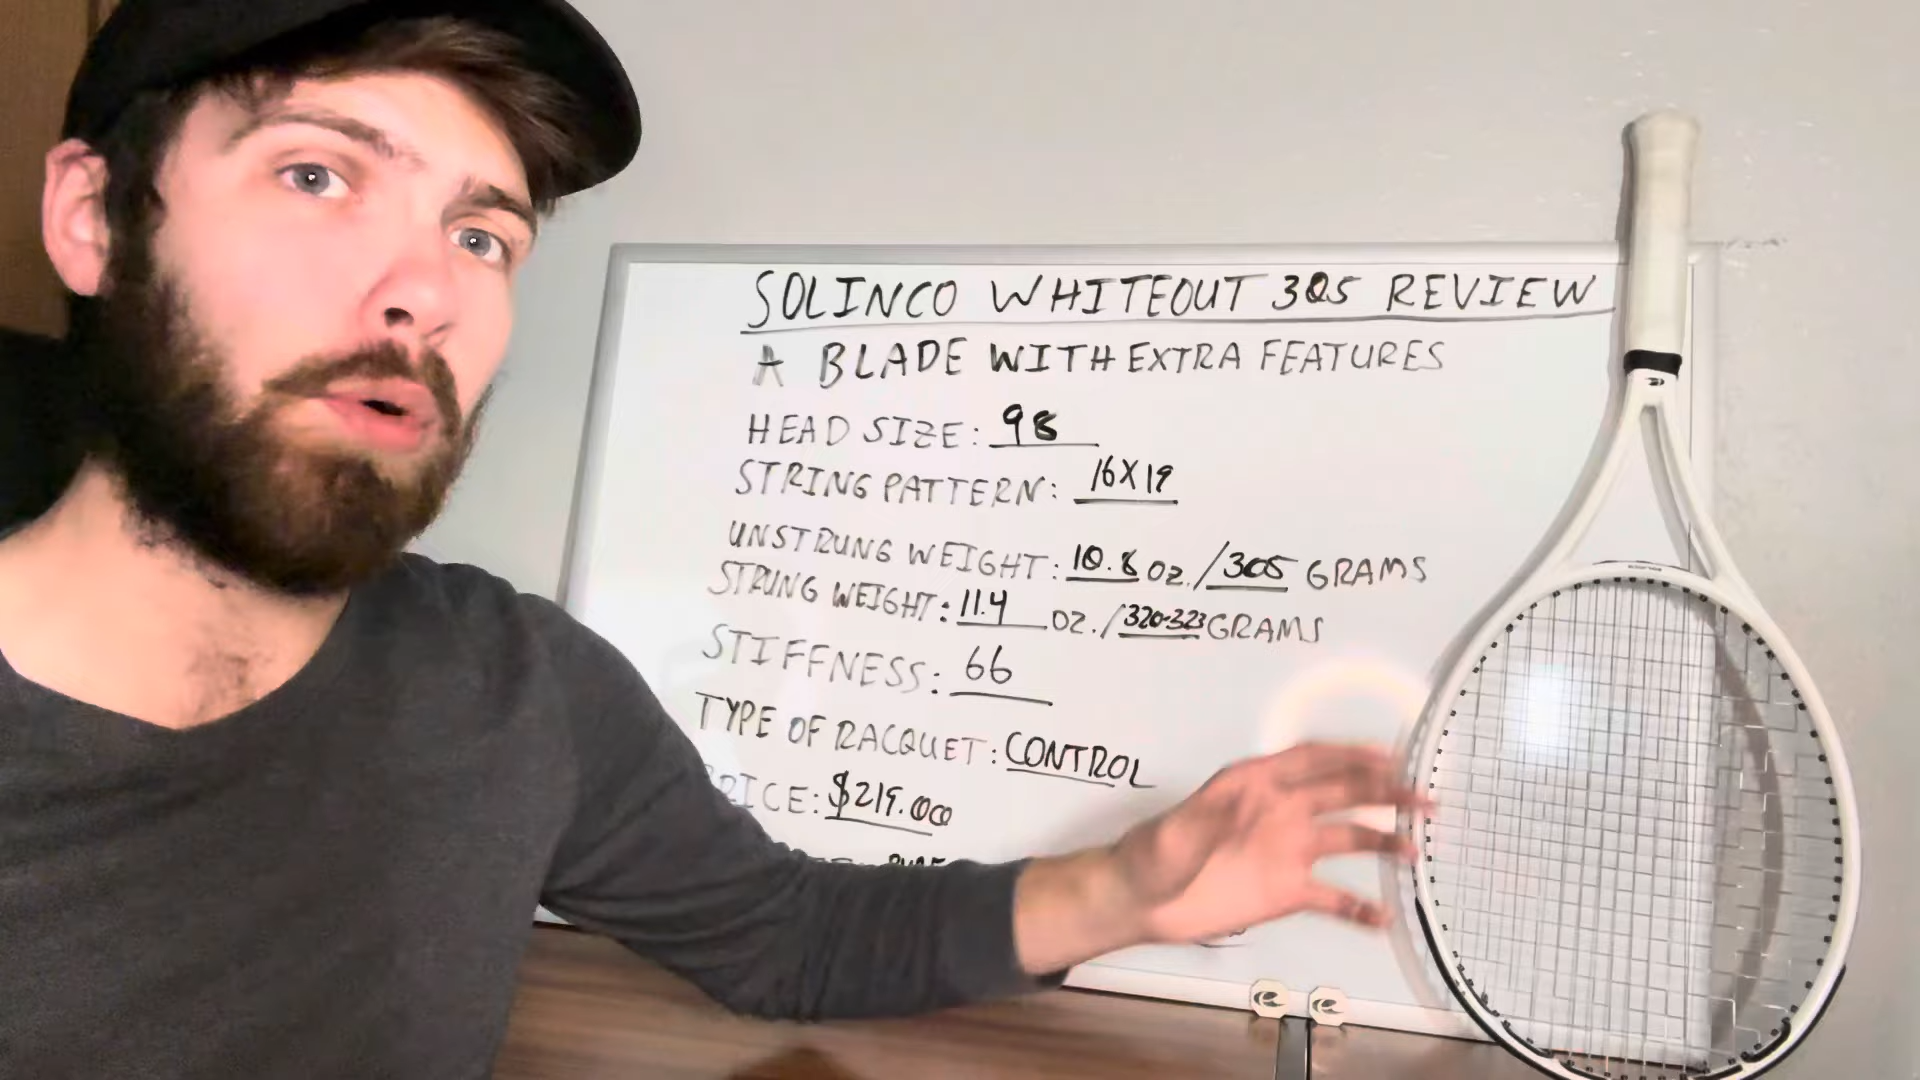 SOLINCO WHITEOUT 305 REVIEW
A BLADE WITH EXTRA FEATURES
HEAD SIZE: 98
STRING PATTERN: 16X19
UNSTRUNG WEIGHT: 10.8 OZ. / 305 GRAMS
STRUNG WEIGHT: 11.4 OZ. / 320-323 GRAMS
STIFFNESS: 66
TYPE OF RACQUET: CONTROL
PRICE: $219.00